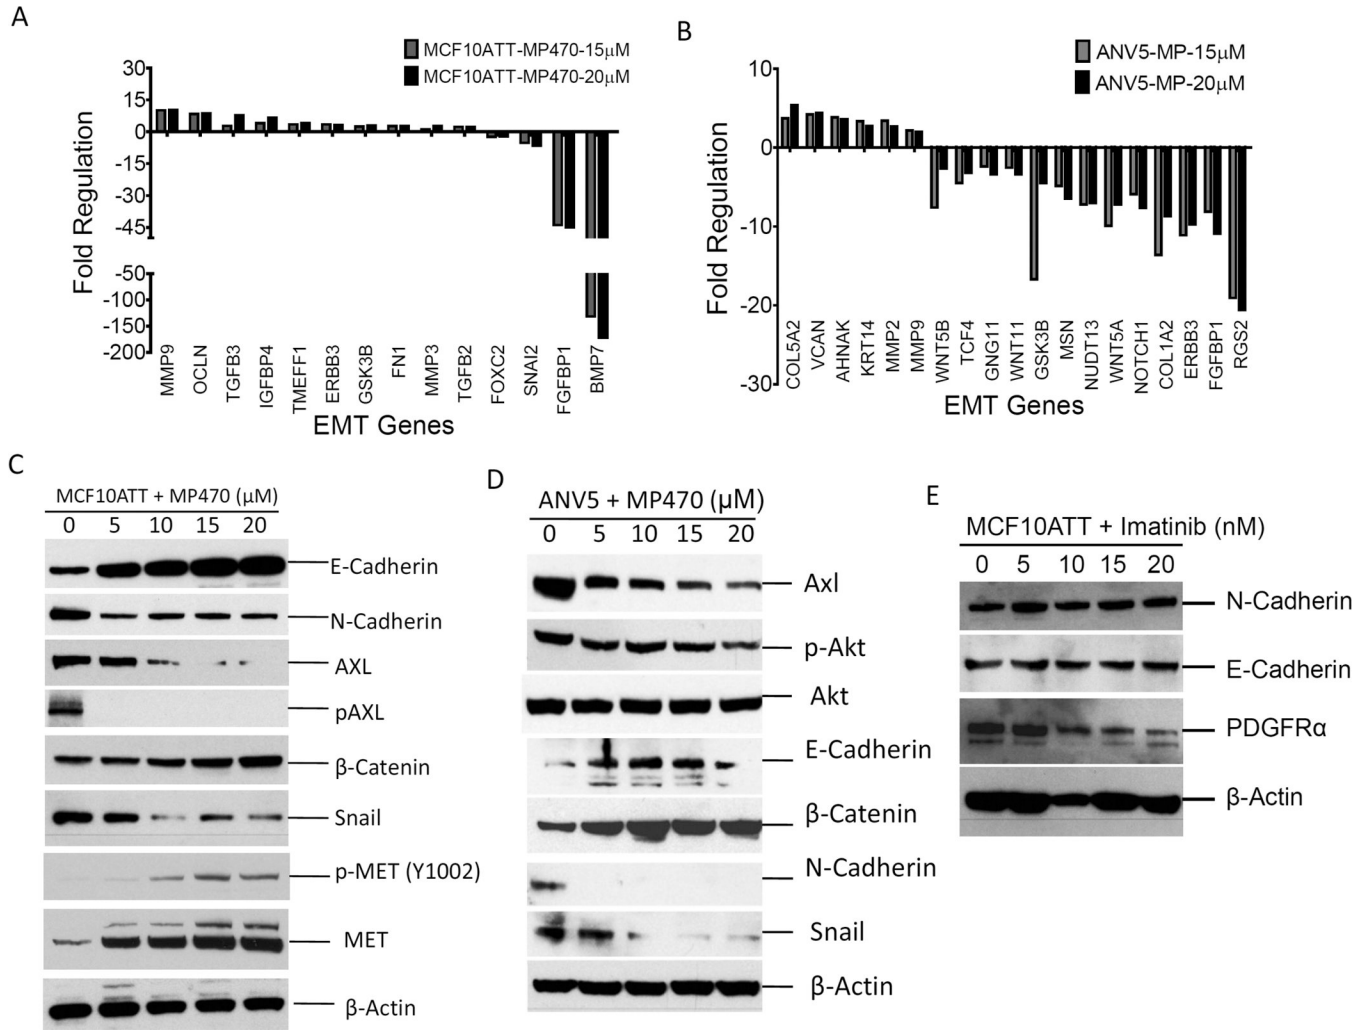 A
MCF10ATT-MP470-15μM
MCF10ATT-MP470-20μM
30
15
0
-15
-30
-45
-50
-100
-150
-200
Fold Regulation
MMP9
OCLN
TGFB3
IGFBP4
TMEFF1
ERBB3
GSK3B
FN1
MMP3
TGFB2
FOXC2
SNAI2
FGFBP1
BMP7
EMT Genes
B
ANV5-MP-15μM
ANV5-MP-20μM
10
0
-10
-20
-30
Fold Regulation
COL5A2
VCAN
AHNAK
KRT14
MMP2
MMP9
WNT5B
TCF4
GNG11
WNT11
GSK3B
MSN
NUDT13
WNT5A
NOTCH1
COL1A2
ERBB3
FGFBP1
RGS2
EMT Genes
C
MCF10ATT + MP470 (μM)
0 5 10 15 20
E-Cadherin
N-Cadherin
AXL
pAXL
β-Catenin
Snail
p-MET (Y1002)
MET
β-Actin
D
ANV5 + MP470 (μM)
0 5 10 15 20
Axl
p-Akt
Akt
E-Cadherin
β-Catenin
N-Cadherin
Snail
β-Actin
E
MCF10ATT + Imatinib (nM)
0 5 10 15 20
N-Cadherin
E-Cadherin
PDGFRα
β-Actin